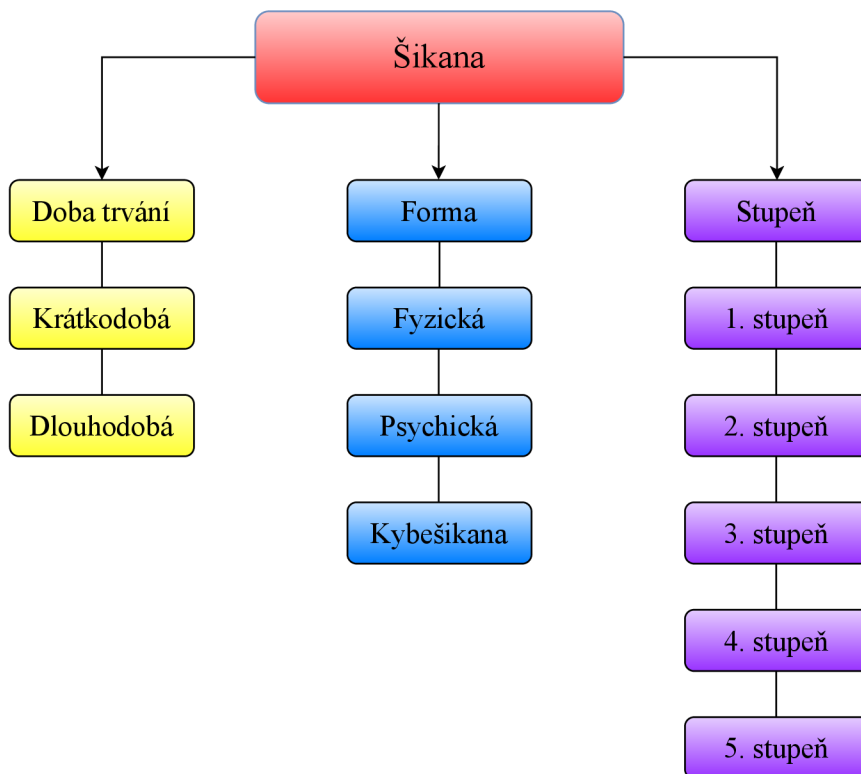 Šikana
Doba trvání
Krátkodobá
Dlouhodobá
Forma
Fyzická
Psychická
Kybešikana
Stupeň
1. stupeň
2. stupeň
3. stupeň
4. stupeň
5. stupeň